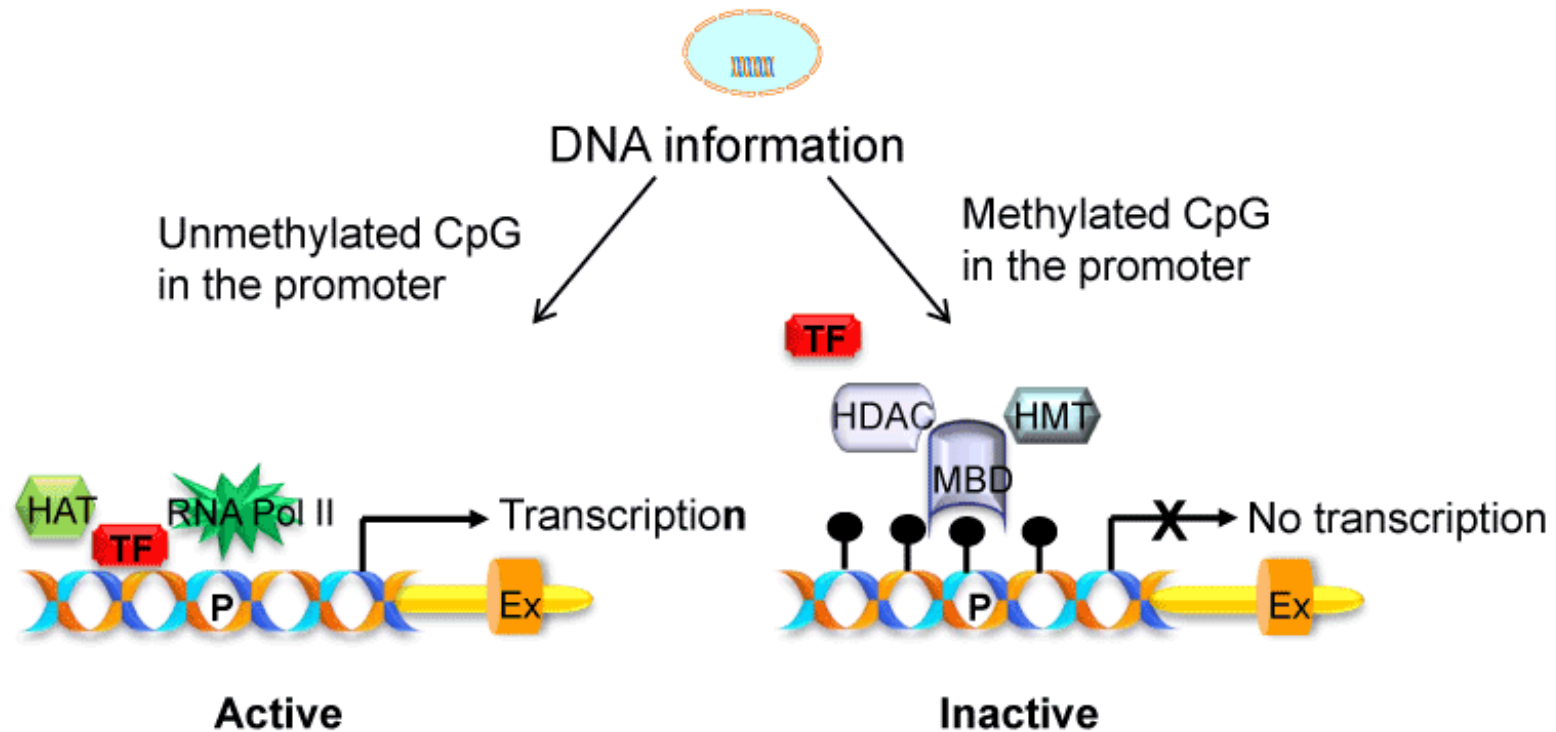 DNA information
Unmethylated CpG
in the promoter
Methylated CpG
in the promoter
TF
HDAC
HMT
MBD
HAT
TF
RNA Pol II
Transcription
X
No transcription
P
Ex
P
Ex
Active
Inactive